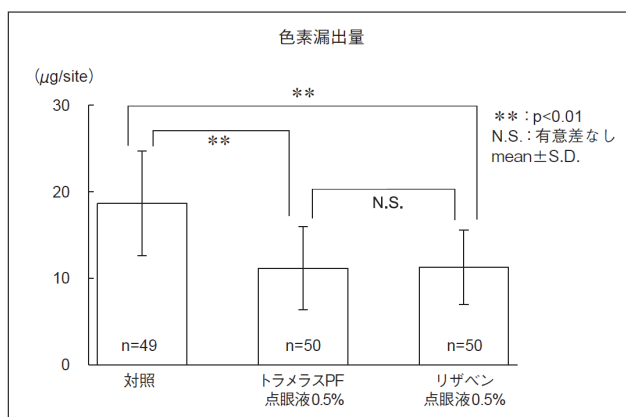 色素漏出量
(μg/site)
30
20
10
0
**
**
N.S.
**：p<0.01
N.S.：有意差なし
mean±S.D.
n=49
n=50
n=50
対照
トラメラスPF
点眼液0.5%
リザベン
点眼液0.5%